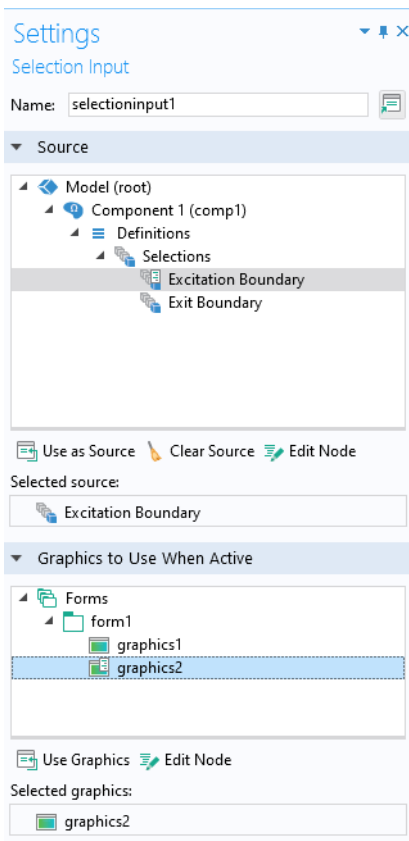 Settings
Selection Input
Name: selectioninput1
Source
Model (root)
Component 1 (comp1)
Definitions
Selections
Excitation Boundary
Exit Boundary
Use as Source Clear Source Edit Node
Selected source:
Excitation Boundary
Graphics to Use When Active
Forms
form1
graphics1
graphics2
Use Graphics Edit Node
Selected graphics:
graphics2